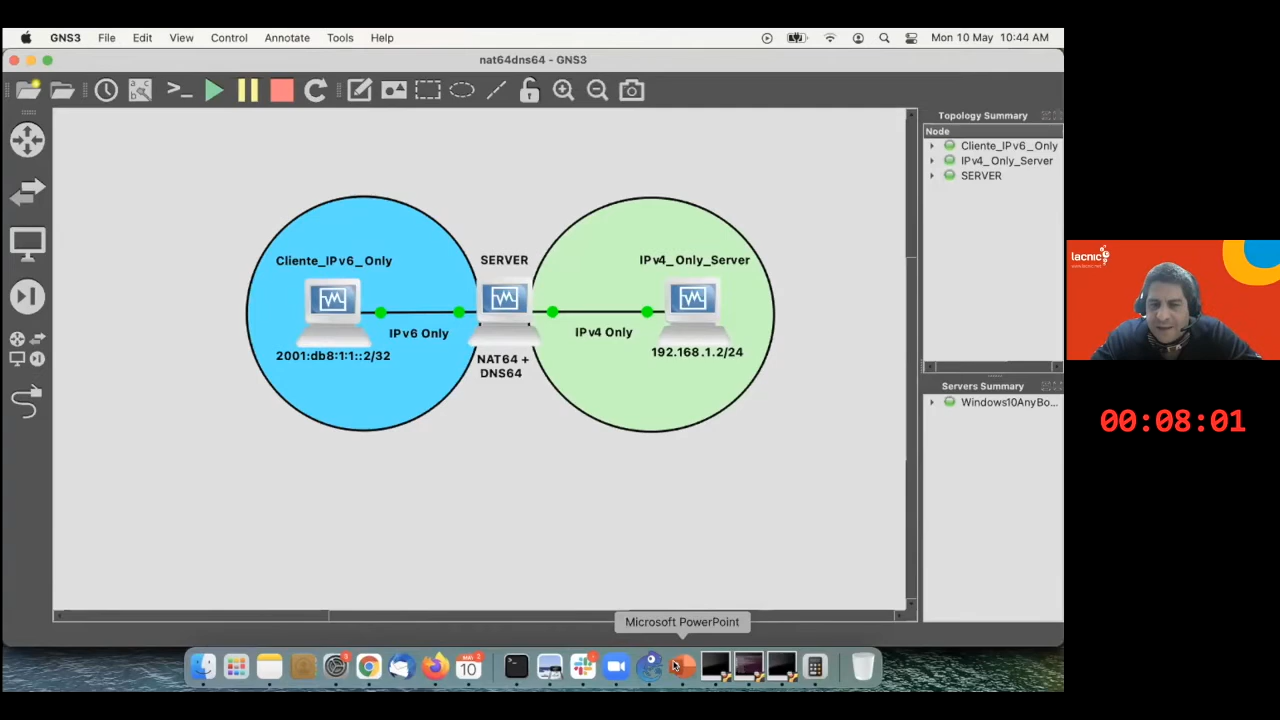 GNS3 File Edit View Control Annotate Tools Help Mon 10 May 10:44 AM
nat64dns64 - GNS3
Topology Summary
Node
Cliente_IPv6_Only
IPv4_Only_Server
SERVER
Cliente_IPv6_Only
SERVER
IPv4_Only_Server
IPv6 Only
IPv4 Only
2001:db8:1:1::2/32
NAT64 +
DNS64
192.168.1.2/24
Servers Summary
Windows10AnyBo...
lacnic
00:08:01
Microsoft PowerPoint
10